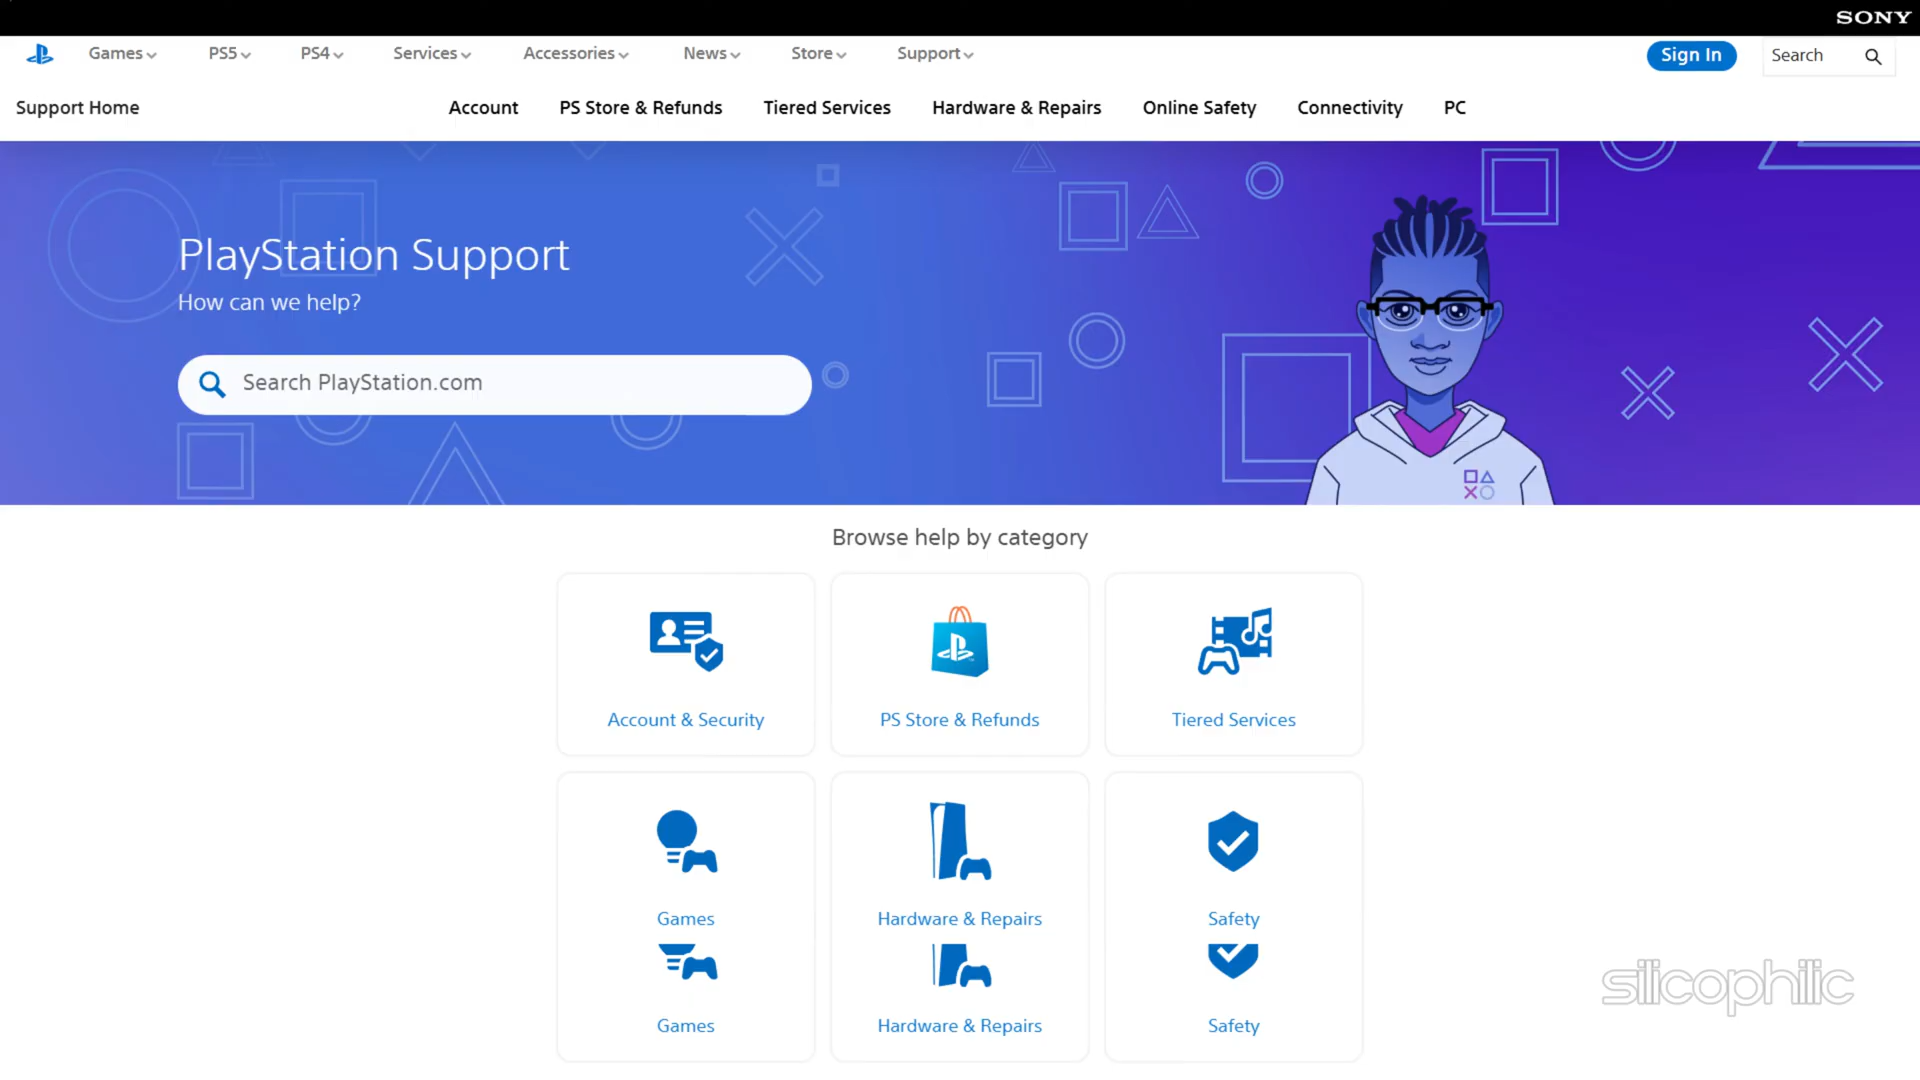 SONY
Games PS5 PS4 Services Accessories News Store Support Sign In Search
Support Home Account PS Store & Refunds Tiered Services Hardware & Repairs Online Safety Connectivity PC
PlayStation Support
How can we help?
Search PlayStation.com
Browse help by category
Account & Security PS Store & Refunds Tiered Services
Games Hardware & Repairs Safety
Games Hardware & Repairs Safety
silicophilic